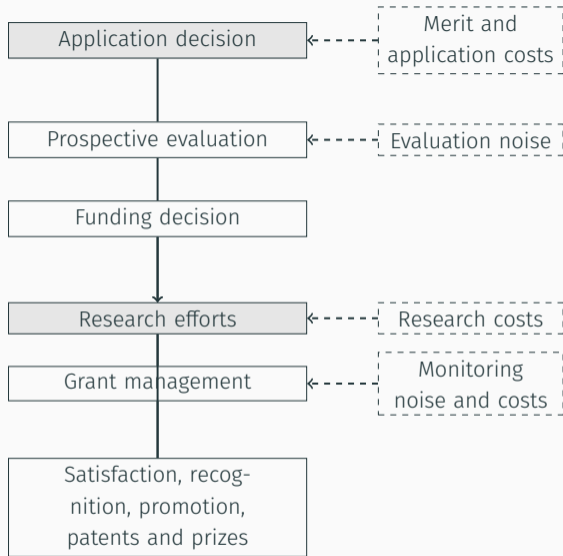 Application decision
Merit and
application costs
Prospective evaluation
Evaluation noise
Funding decision
Research efforts
Research costs
Grant management
Monitoring
noise and costs
Satisfaction, recog-
nition, promotion,
patents and prizes